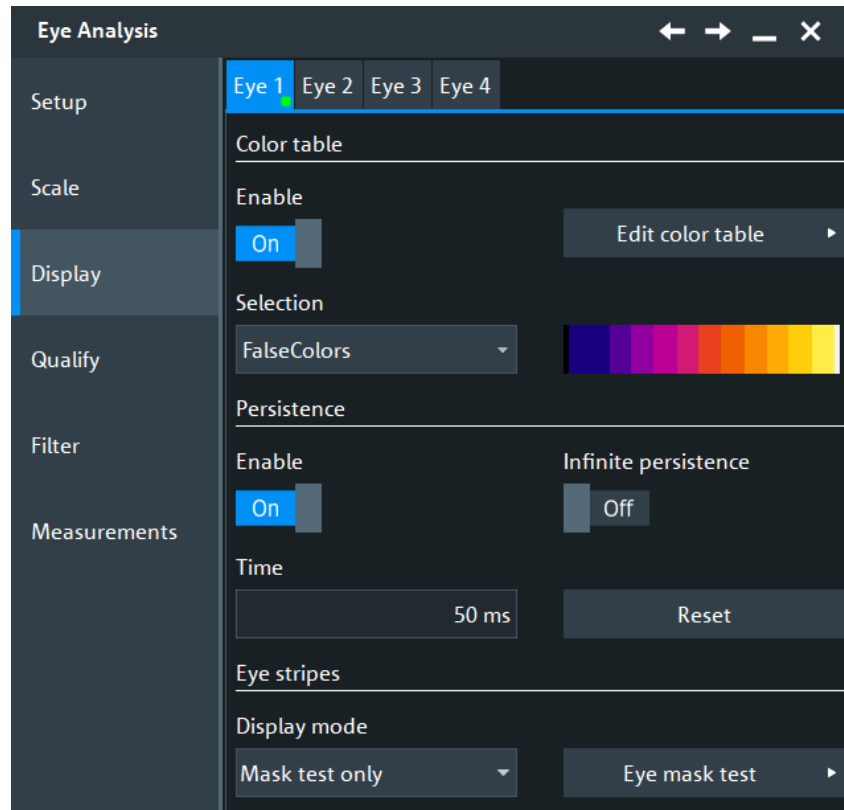 Eye Analysis
Setup
Scale
Display
Qualify
Filter
Measurements
Eye 1 Eye 2 Eye 3 Eye 4
Color table
Enable
On
Edit color table
Selection
FalseColors
Persistence
Enable
Infinite persistence
On
Off
Time
50 ms
Reset
Eye stripes
Display mode
Mask test only
Eye mask test